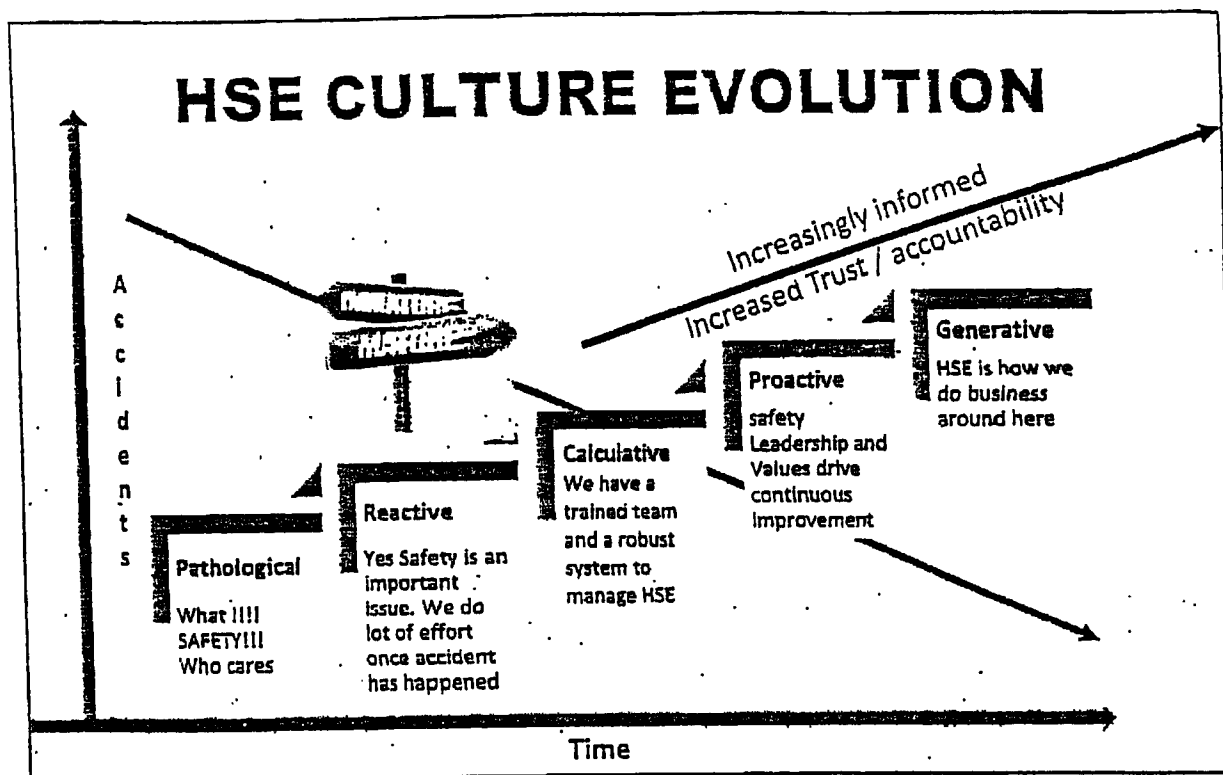 HSE CULTURE EVOLUTION
Increasingly informed
Increased Trust / accountability
Accidents
Pathological
What !!!!
SAFETY!!!
Who cares
Reactive
Yes Safety is an
important
issue. We do
lot of effort
once accident
has happened
Calculative
We have a
trained team
and a robust
system to
manage HSE
Proactive
safety
Leadership and
Values drive
continuous
improvement
Generative
HSE is how we
do business
around here
Time